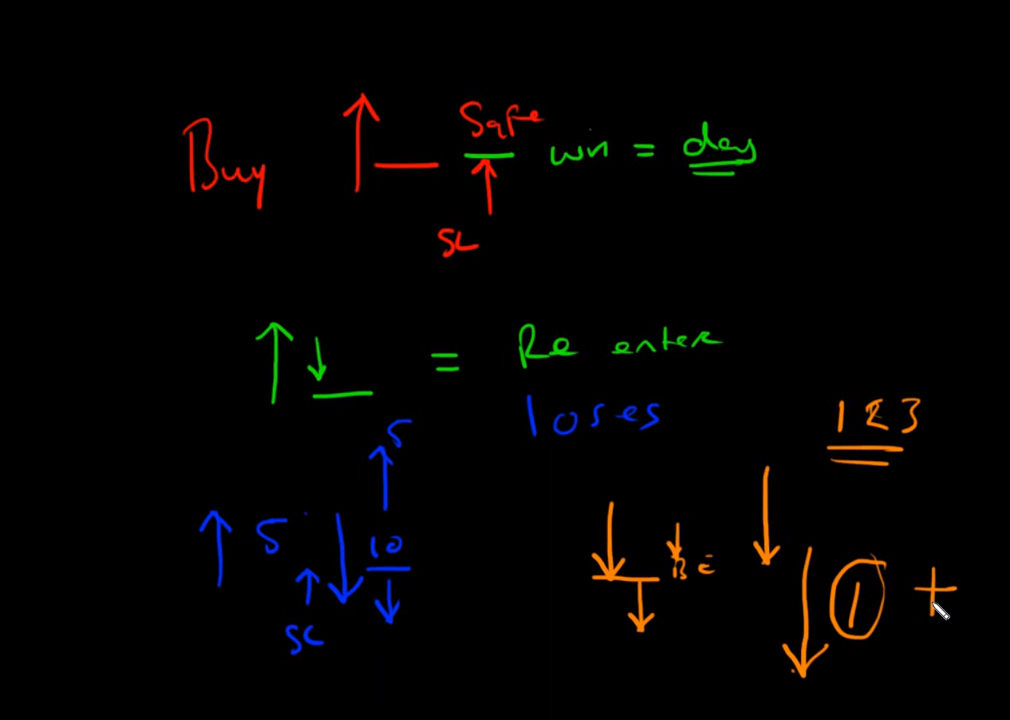 Buy Safe win = day
SL
= Re enter
loses
5 123
5 10 BE
1 +
SL